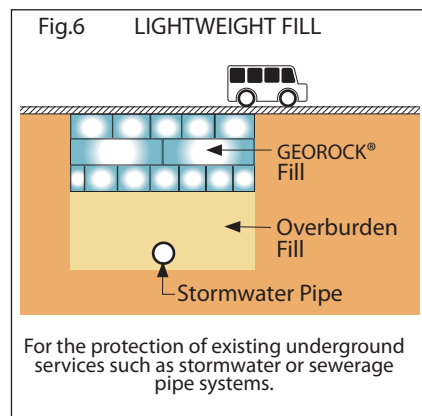 Fig.6 LIGHTWEIGHT FILL
GEOROCK®
Fill
Overburden
Fill
Stormwater Pipe
For the protection of existing underground
services such as stormwater or sewerage
pipe systems.